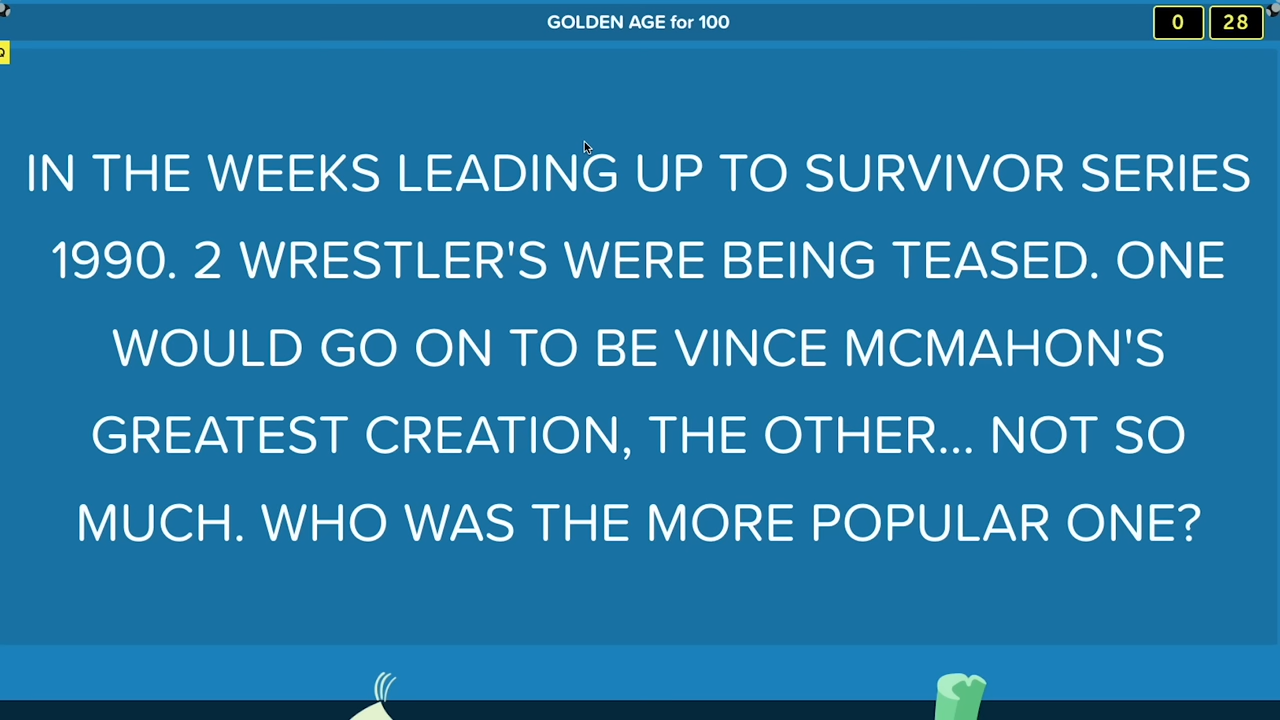 GOLDEN AGE for 100
0 28
IN THE WEEKS LEADING UP TO SURVIVOR SERIES
1990. 2 WRESTLER'S WERE BEING TEASED. ONE
WOULD GO ON TO BE VINCE MCMAHON'S
GREATEST CREATION, THE OTHER... NOT SO
MUCH. WHO WAS THE MORE POPULAR ONE?